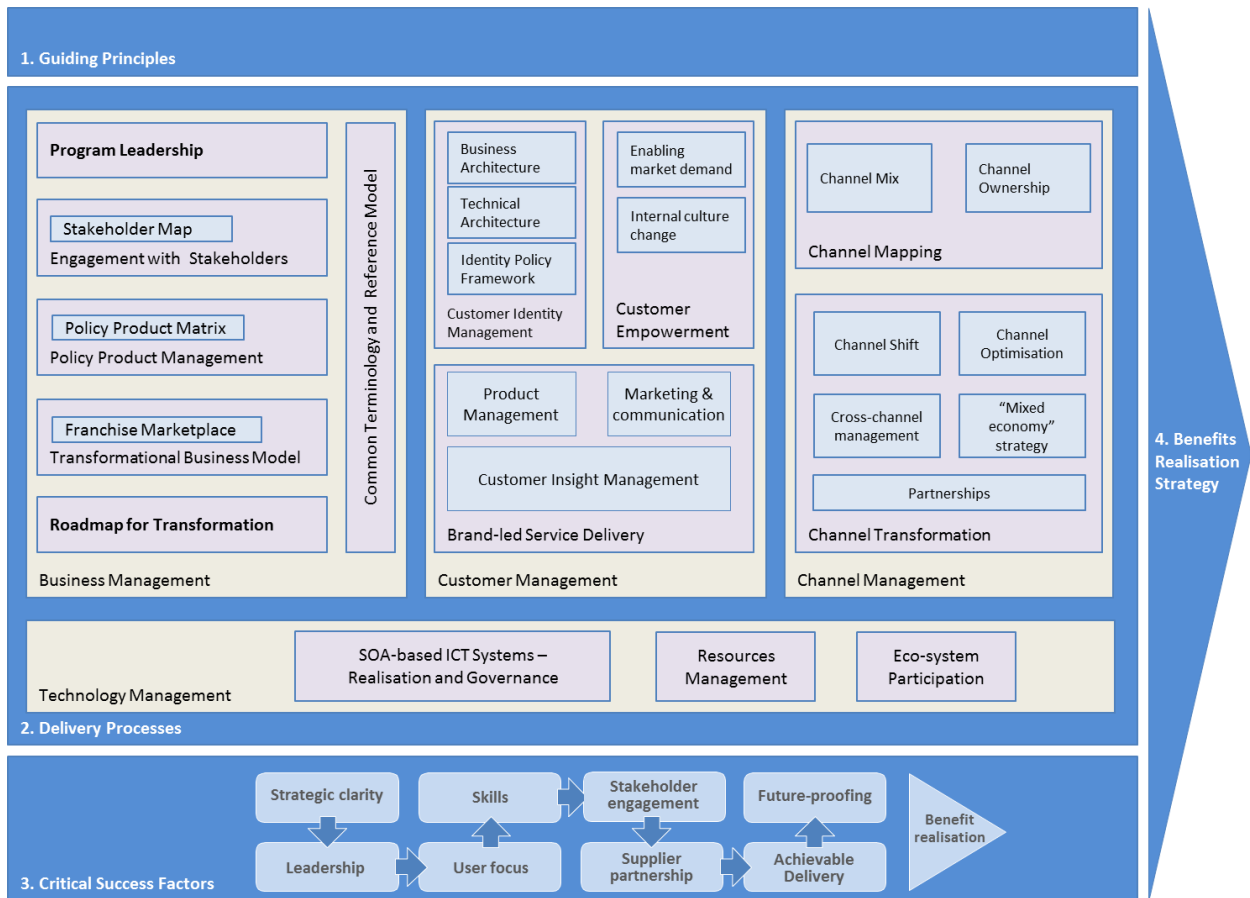 1. Guiding Principles
Program Leadership
Stakeholder Map
Engagement with Stakeholders
Policy Product Matrix
Policy Product Management
Franchise Marketplace
Transformational Business Model
Roadmap for Transformation
Common Terminology and Reference Model
Business Management
Business
Architecture
Technical
Architecture
Identity Policy
Framework
Customer Identity
Management
Enabling
market demand
Internal culture
change
Customer
Empowerment
Product
Management
Marketing &
communication
Customer Insight Management
Brand-led Service Delivery
Customer Management
Channel Mix
Channel
Ownership
Channel Mapping
Channel Shift
Channel
Optimisation
Cross-channel
management
“Mixed
economy”
strategy
Partnerships
Channel Transformation
Channel Management
SOA-based ICT Systems –
Realisation and Governance
Resources
Management
Eco-system
Participation
Technology Management
2. Delivery Processes
Strategic clarity
Leadership
Skills
User focus
Stakeholder
engagement
Supplier
partnership
Future-proofing
Achievable
Delivery
Benefit
realisation
3. Critical Success Factors
4. Benefits
Realisation
Strategy